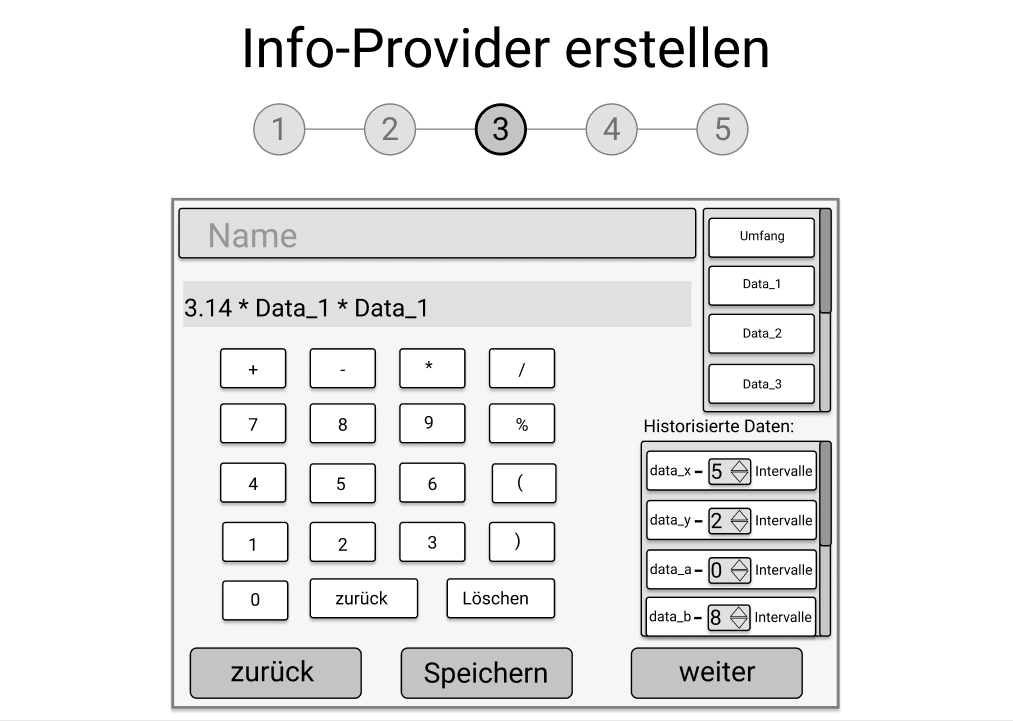 Info-Provider erstellen
1 2 3 4 5
Name
3.14 * Data_1 * Data_1
+ - * /
7 8 9 %
4 5 6 (
1 2 3 )
0 zurück Löschen
Umfang
Data_1
Data_2
Data_3
Historisierte Daten:
data_x - 5 Intervalle
data_y - 2 Intervalle
data_a - 0 Intervalle
data_b - 8 Intervalle
zurück Speichern weiter